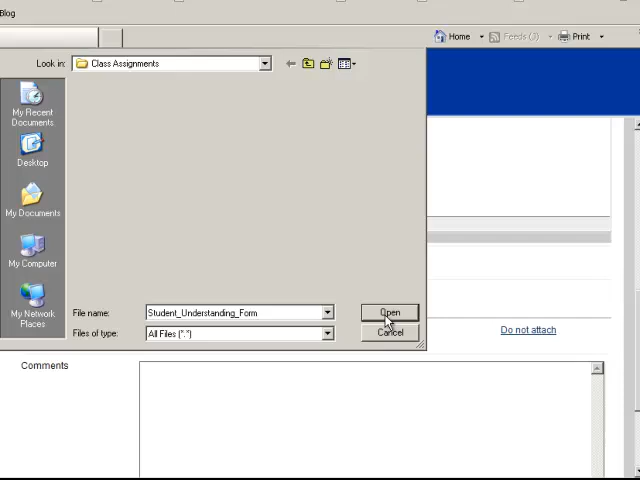 Blog
Home
Feeds (J)
Print
Look in:
Class Assignments
My Recent
Documents
Desktop
My Documents
My Computer
My Network
Places
File name:
Student_Understanding_Form
Open
Files of type:
All Files (*.*)
Cancel
Do not attach
Comments